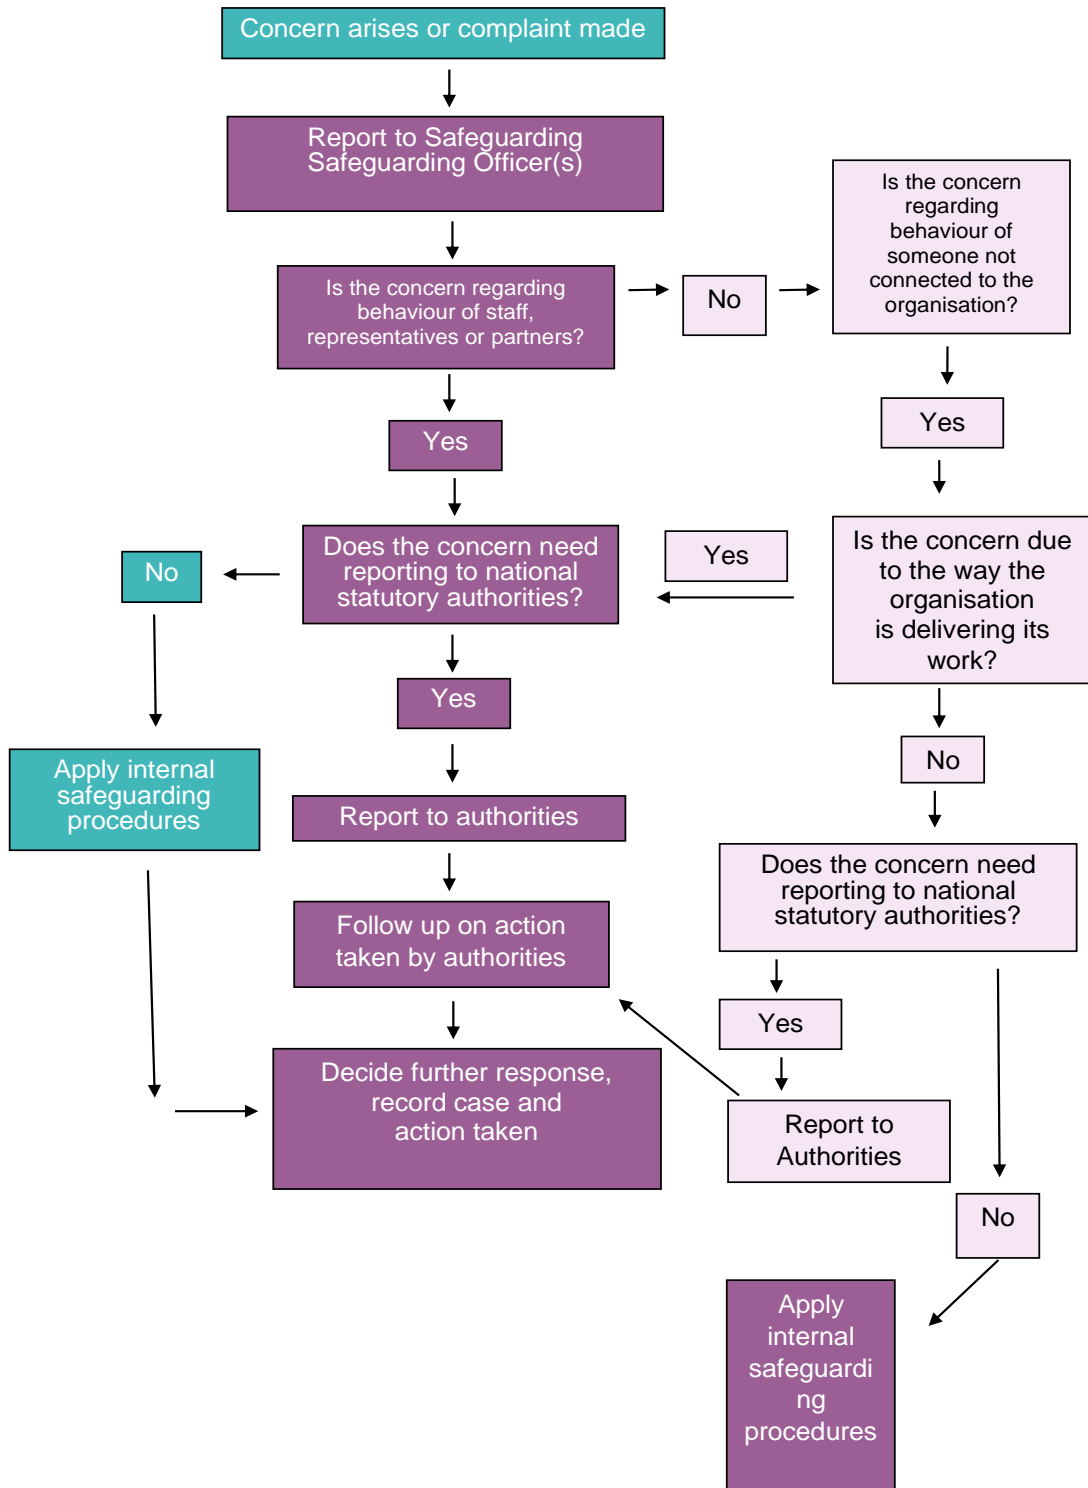 Concern arises or complaint made
Report to Safeguarding
Safeguarding Officer(s)
Is the concern regarding
behaviour of staff,
representatives or partners?
No
Is the concern
regarding
behaviour of
someone not
connected to the
organisation?
Yes
Yes
Does the concern need
reporting to national
statutory authorities?
Yes
Is the concern due
to the way the
organisation
is delivering its
work?
No
Yes
No
Apply internal
safeguarding
procedures
Report to authorities
Does the concern need
reporting to national
statutory authorities?
Follow up on action
taken by authorities
Yes
Decide further response,
record case and
action taken
Report to
Authorities
No
Apply
internal
safeguardi
ng
procedures